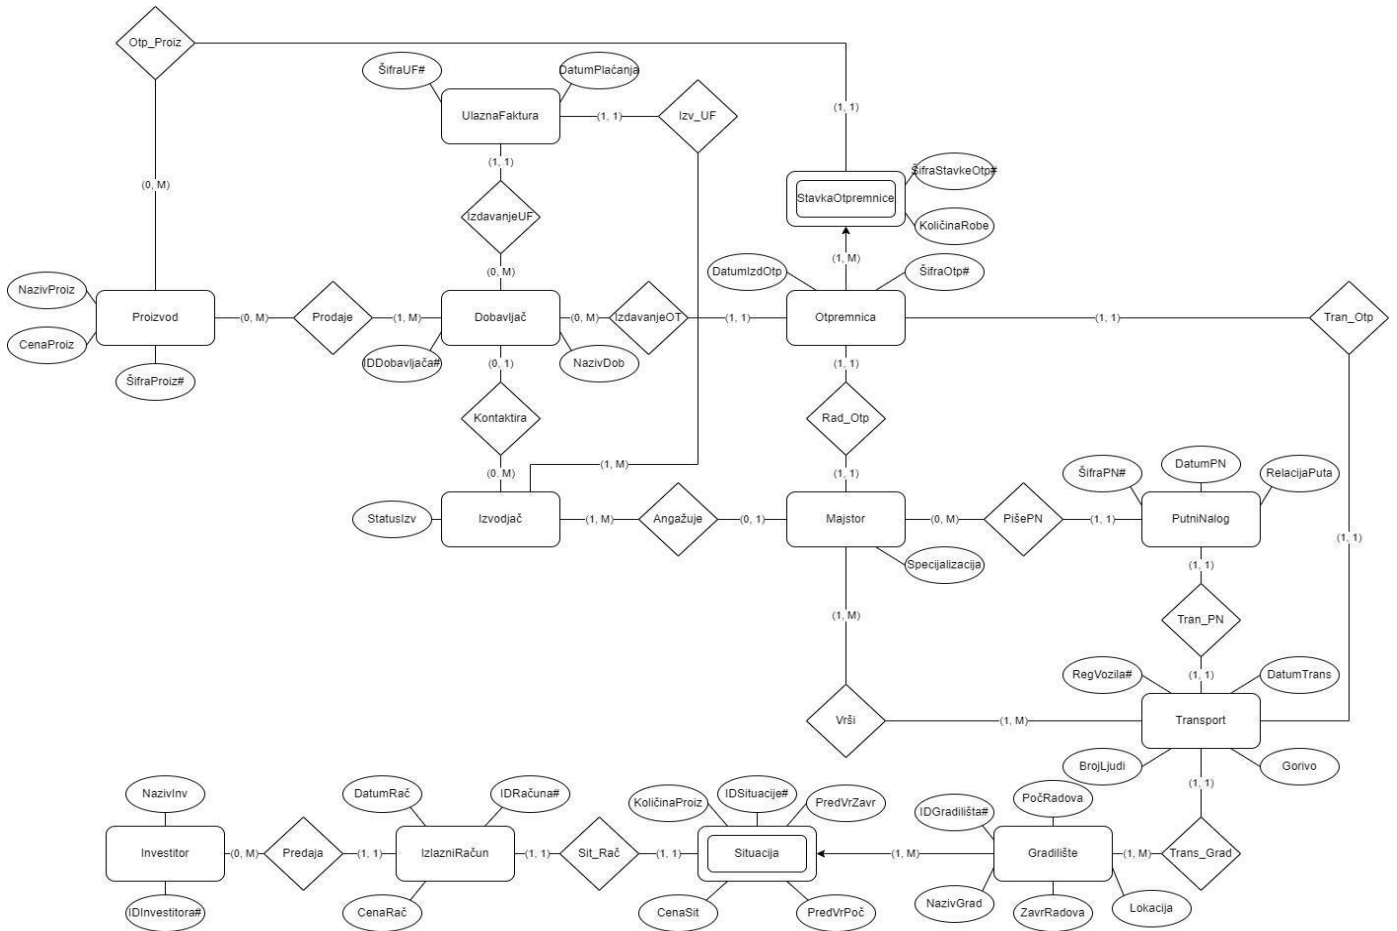 Otp_Proiz
ŠifraUF#
DatumPlaćanja
UlaznaFaktura
(1, 1)
Izv_UF
(1, 1)
(1, 1)
(0, M)
StavkaOtpremnice
ŠifraStavkeOtp#
KoličinaRobe
IzdavanjeUF
(1, M)
DatumIzdOtp
ŠifraOtp#
(0, M)
NazivProiz
Proizvod
(0, M)
Prodaje
(1, M)
Dobavljač
(0, M)
IzdavanjeOT
(1, 1)
Otpremnica
(1, 1)
Tran_Otp
CenaProiz
IDDobavljača#
NazivDob
(0, 1)
(1, 1)
ŠifraProiz#
Kontaktira
Rad_Otp
(0, M)
(1, M)
(1, 1)
ŠifraPN#
DatumPN
RelacijaPuta
StatusIzv
Izvodjač
(1, M)
Angažuje
(0, 1)
Majstor
(0, M)
PišePN
(1, 1)
PutniNalog
(1, 1)
Specijalizacija
(1, 1)
(1, M)
Tran_PN
(1, 1)
RegVozila#
DatumTrans
Vrši
(1, M)
Transport
BrojLjudi
Gorivo
(1, 1)
NazivInv
DatumRač
IDRačuna#
KoličinaProiz
IDSituacije#
PredVrZavr
IDGradilišta#
PočRadova
Investitor
(0, M)
Predaja
(1, 1)
IzlazniRačun
(1, 1)
Sit_Rač
(1, 1)
Situacija
(1, M)
Gradilište
(1, M)
Trans_Grad
IDInvestitora#
CenaRač
CenaSit
PredVrPoč
NazivGrad
ZavrRadova
Lokacija